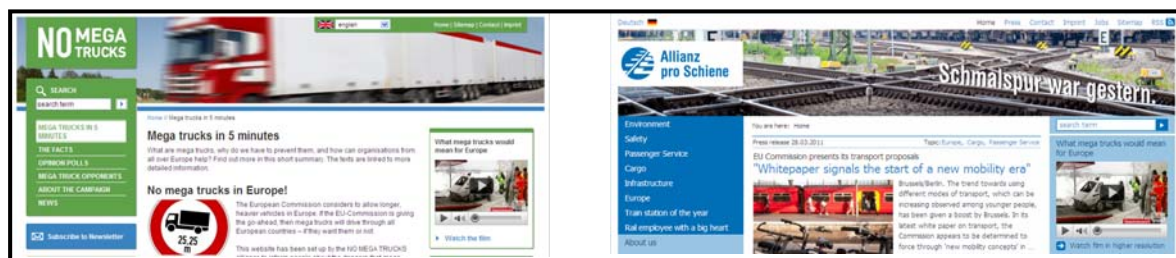 NO MEGA
TRUCKS
english
Home | Sitemap | Contact | Imprint
SEARCH
search term
MEGA TRUCKS IN 5
MINUTES
THE FACTS
OPINION POLLS
MEGA TRUCK OPPONENTS
ABOUT THE CAMPAIGN
NEWS
Subscribe to Newsletter
Home // Mega trucks in 5 minutes
Mega trucks in 5 minutes
What are mega trucks, why do we have to prevent them, and how can organisations from
all over Europe help? Find out more in this short summary. The texts are linked to more
detailed information.
No mega trucks in Europe!
25,25
m
The European Commission considers to allow longer,
heavier vehicles in Europe. If the EU-Commission is giving
the go-ahead, then mega trucks will drive through all
European countries – if they want them or not.
This website has been set up by the NO MEGA TRUCKS
What mega trucks would
mean for Europe
Watch the film
Deutsch
Home Press Contact Imprint Jobs Sitemap RSS
Allianz
pro Schiene
Schmalspur war gestern.
Environment
Safety
Passenger Service
Cargo
Infrastructure
Europe
Train station of the year
Rail employee with a big heart
About us
You are here: Home
Press release 28.03.2011
Topic: Europe, Cargo, Passenger Service
EU Commission presents its transport proposals
"Whitepaper signals the start of a new mobility era"
Brussels/Berlin. The trend towards using
different modes of transport, which can be
increasing observed among younger people,
has been given a boost by Brussels. In its
latest white paper on transport, the
Commission appears to be determined to
force through 'new mobility concepts' in ...
search term
What mega trucks would mean
for Europe
Watch film in higher resolution